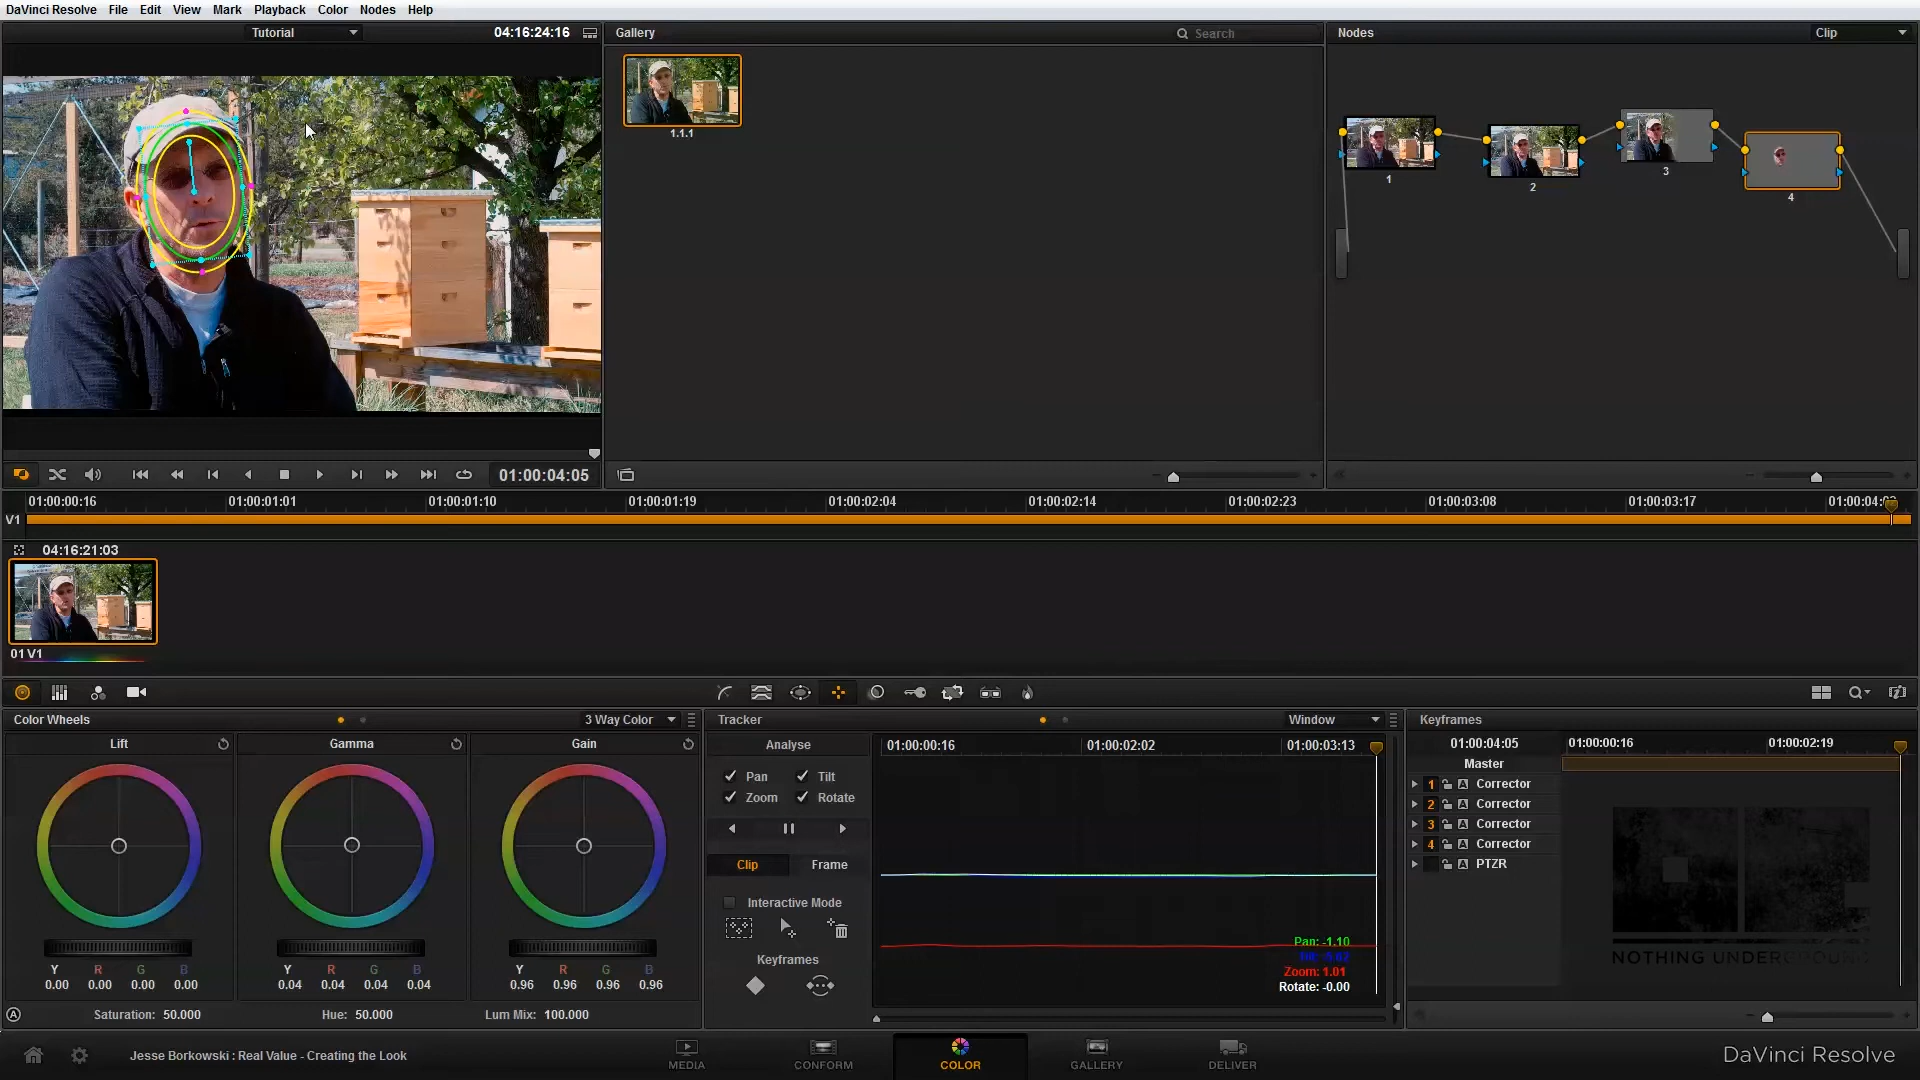 DaVinci Resolve File Edit View Mark Playback Color Nodes Help
Tutorial 04:16:24:16 Gallery Search Nodes Clip
1.1.1
1
2
3
4
01:00:04:05
01:00:00:16 01:00:01:01 01:00:01:10 01:00:01:19 01:00:02:04 01:00:02:14 01:00:02:23 01:00:03:08 01:00:03:17
V1
04:16:21:03
01 V1
Color Wheels 3 Way Color Tracker Window Keyframes
Lift Gamma Gain
Analyse
Pan Tilt
Zoom Rotate
Clip Frame
Interactive Mode
Keyframes
01:00:00:16 01:00:02:02 01:00:03:13
Pan: -1.10
Zoom: 1.01
Rotate: -0.00
01:00:04:05 01:00:00:16 01:00:02:19
Master
1 A Corrector
2 A Corrector
3 A Corrector
4 A Corrector
A PTZR
NOTHING UNDERGROUND
Y R G B Y R G B Y R G B
0.00 0.00 0.00 0.00 0.04 0.04 0.04 0.04 0.96 0.96 0.96 0.96
A Saturation: 50.000 Hue: 50.000 Lum Mix: 100.000
Jesse Borkowski : Real Value - Creating the Look
MEDIA CONFORM COLOR GALLERY DELIVER
DaVinci Resolve